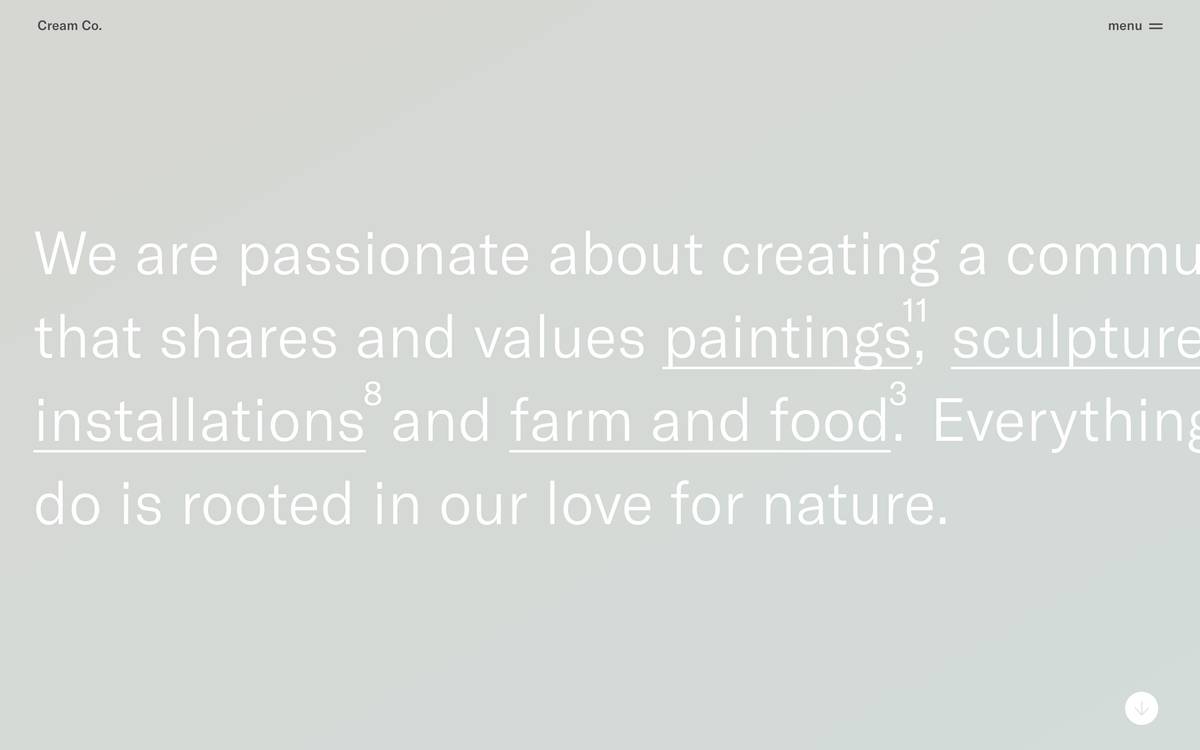 Cream Co.
menu
We are passionate about creating a commu
that shares and values paintings¹¹, sculpture
installations⁸ and farm and food³. Everything
do is rooted in our love for nature.